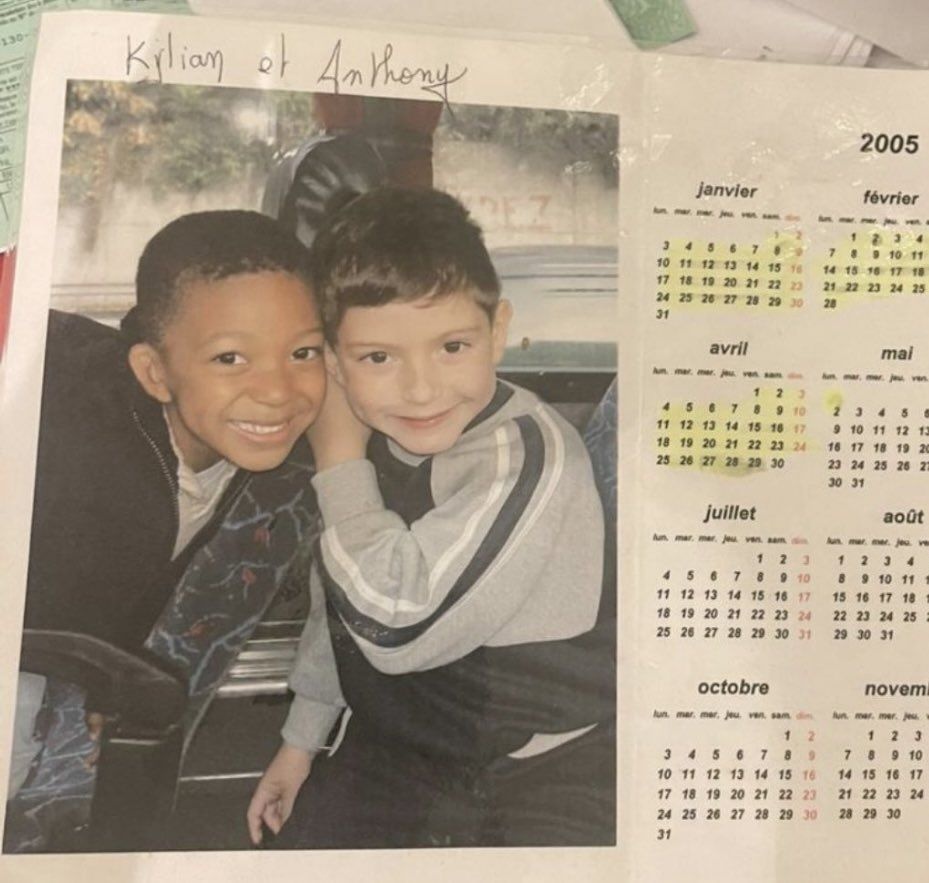 Kylian et Anthony
2005
janvier
lun. mar. mer. jeu. ven. sam. dim.
1 2
3 4 5 6 7 8 9
10 11 12 13 14 15 16
17 18 19 20 21 22 23
24 25 26 27 28 29 30
31
février
lun. mar. mer. jeu. ven.
1 2 3 4
7 8 9 10 11
14 15 16 17 18
21 22 23 24 25
28
avril
lun. mar. mer. jeu. ven. sam. dim.
1 2 3
4 5 6 7 8 9 10
11 12 13 14 15 16 17
18 19 20 21 22 23 24
25 26 27 28 29 30
mai
lun. mar. mer. jeu. ven.
2 3 4 5 6
9 10 11 12 13
16 17 18 19 20
23 24 25 26 27
30 31
juillet
lun. mar. mer. jeu. ven. sam. dim.
1 2 3
4 5 6 7 8 9 10
11 12 13 14 15 16 17
18 19 20 21 22 23 24
25 26 27 28 29 30 31
août
lun. mar. mer. jeu.
1 2 3 4
8 9 10 11
15 16 17 18
22 23 24 25
29 30 31
octobre
lun. mar. mer. jeu. ven. sam. dim.
1 2
3 4 5 6 7 8 9
10 11 12 13 14 15 16
17 18 19 20 21 22 23
24 25 26 27 28 29 30
31
novem
lun. mar. mer. jeu.
1 2 3
7 8 9 10
14 15 16 17
21 22 23 24
28 29 30